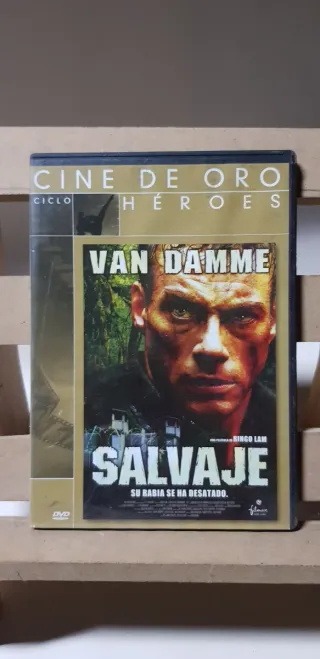 CINE DE ORO
CICLO HÉROES
VAN DAMME
UNA PELÍCULA DE RINGO LAM
SALVAJE
SU RABIA SE HA DESATADO.
DVD
filmax